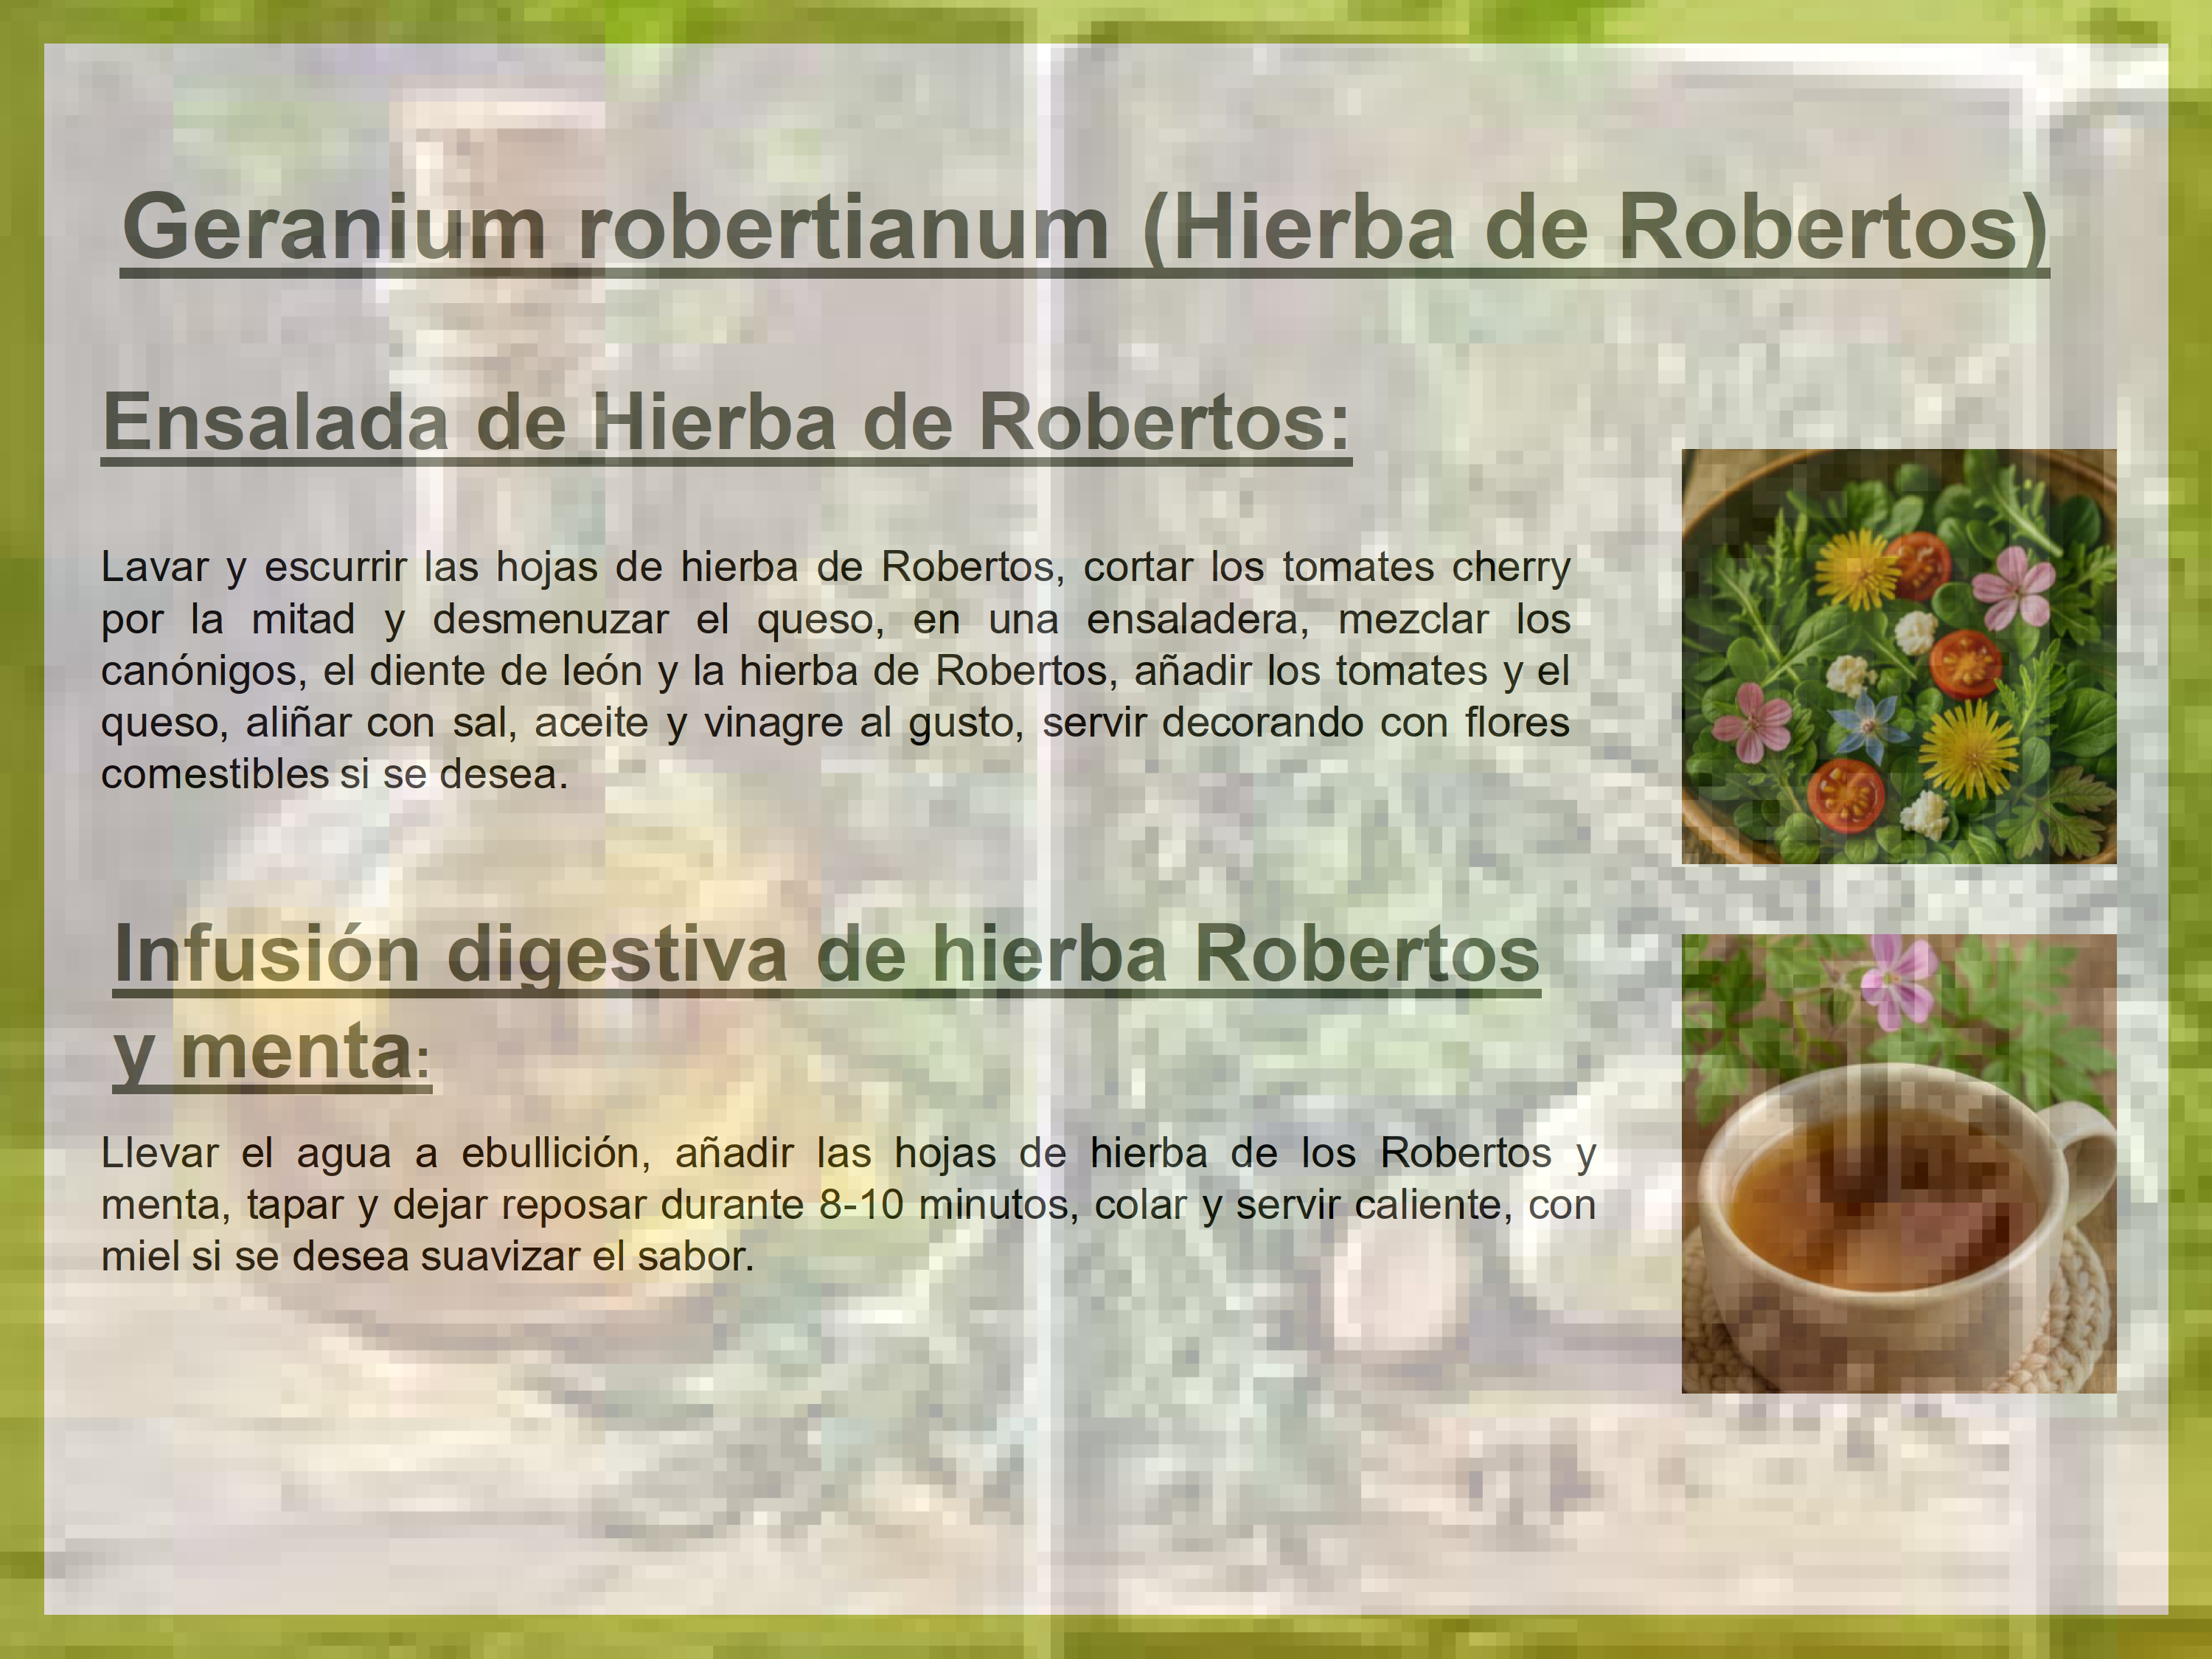 Geranium robertianum (Hierba de Robertos)
Ensalada de Hierba de Robertos:
Lavar y escurrir las hojas de hierba de Robertos, cortar los tomates cherry
por la mitad y desmenuzar el queso, en una ensaladera, mezclar los
canónigos, el diente de león y la hierba de Robertos, añadir los tomates y el
queso, aliñar con sal, aceite y vinagre al gusto, servir decorando con flores
comestibles si se desea.
Infusión digestiva de hierba Robertos
y menta:
Llevar el agua a ebullición, añadir las hojas de hierba de los Robertos y
menta, tapar y dejar reposar durante 8-10 minutos, colar y servir caliente, con
miel si se desea suavizar el sabor.